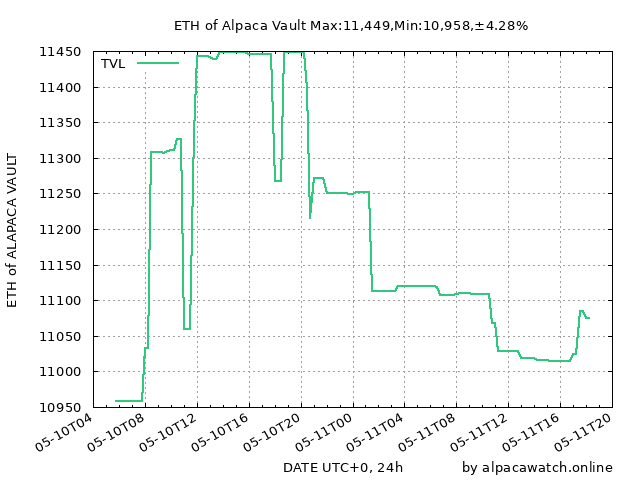 ETH of Alpaca Vault Max:11,449,Min:10,958,±4.28%
TVL
11450
11400
11350
11300
11250
11200
11150
11100
11050
11000
10950
ETH of ALAPACA VAULT
05-10T04
05-10T08
05-10T12
05-10T16
05-10T20
05-11T00
05-11T04
05-11T08
05-11T12
05-11T16
05-11T20
DATE UTC+0, 24h
by alpacawatch.online